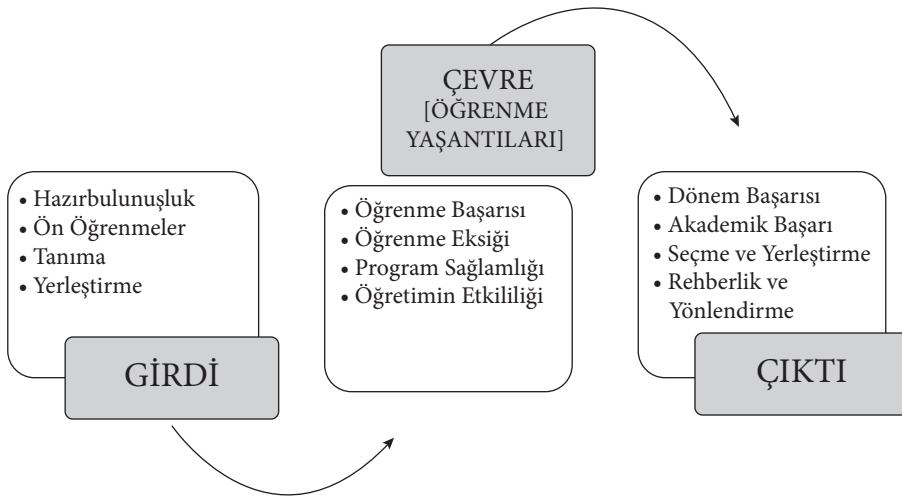 • Hazırbulunuşluk
• Ön Öğrenmeler
• Tanıma
• Yerleştirme
GİRDİ
ÇEVRE
[ÖĞRENME
YAŞANTILARI]
• Öğrenme Başarısı
• Öğrenme Eksiği
• Program Sağlamlığı
• Öğretimin Etkililiği
• Dönem Başarısı
• Akademik Başarı
• Seçme ve Yerleştirme
• Rehberlik ve
Yönlendirme
ÇIKTI